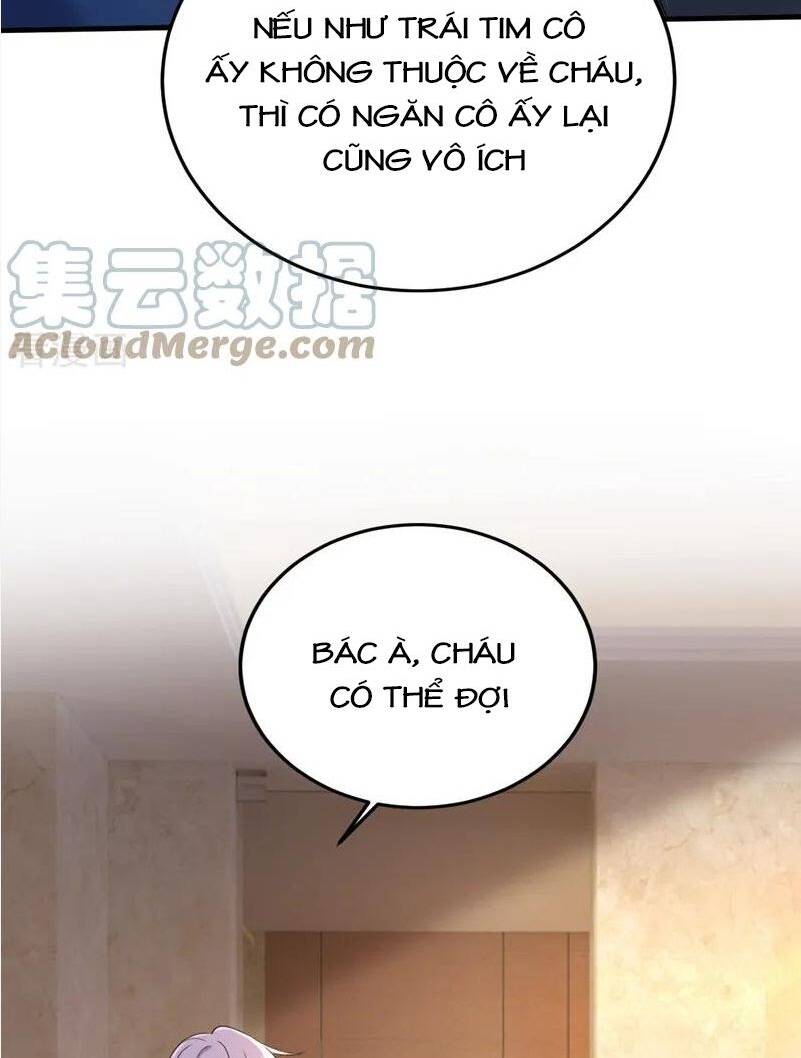 NẾU NHƯ TRÁI TIM CÔ
ẤY KHÔNG THUỘC VỀ CHÁU,
THÌ CÓ NGĂN CÔ ẤY LẠI
CŨNG VÔ ÍCH
集云数据
ACloudMerge.com
BÁC À, CHÁU
CÓ THỂ ĐỢI